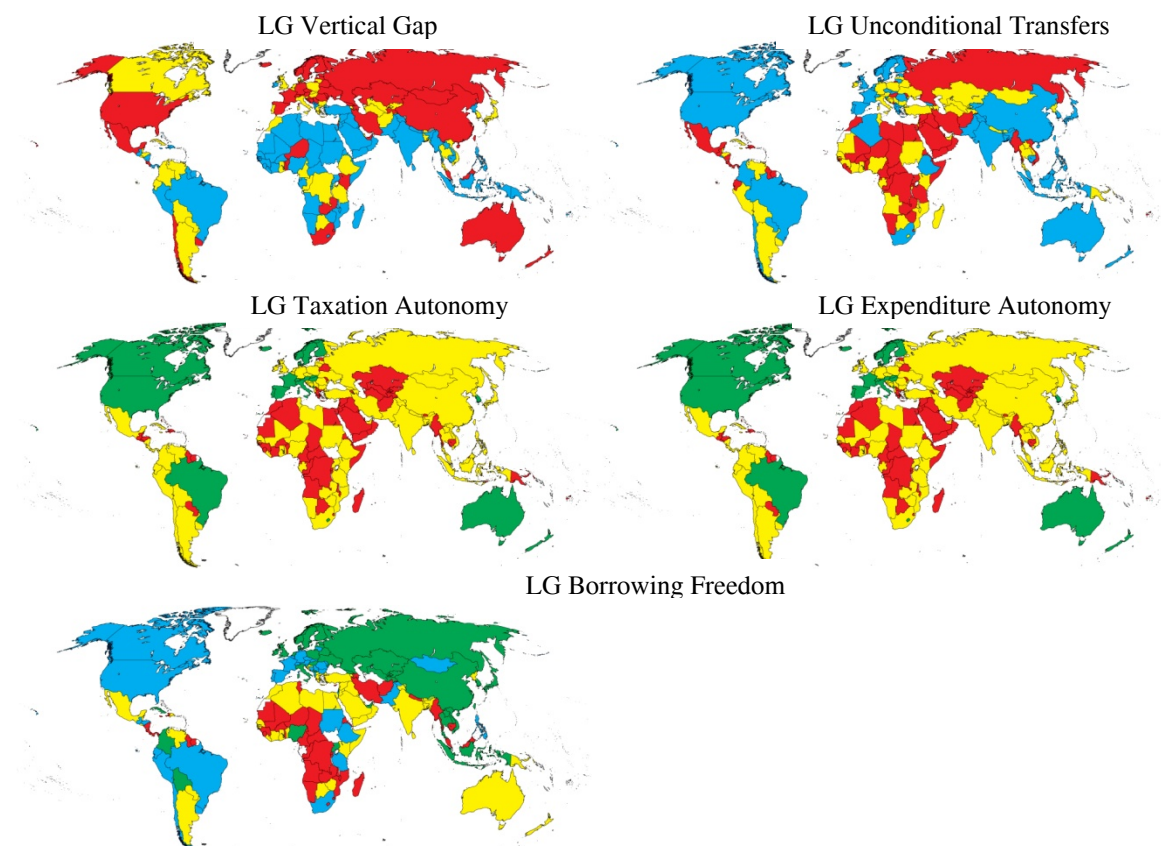 LG Vertical Gap
LG Unconditional Transfers
LG Taxation Autonomy
LG Expenditure Autonomy
LG Borrowing Freedom